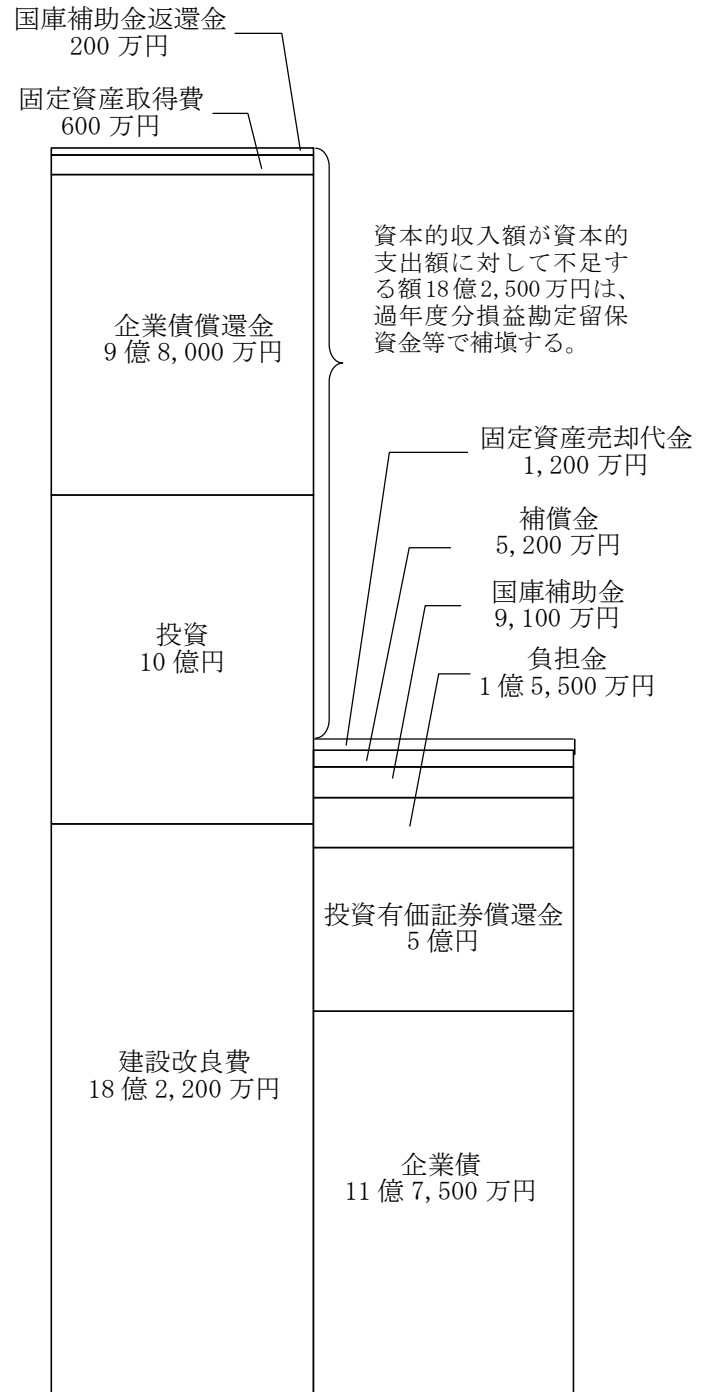 国庫補助金返還金
200 万円
固定資産取得費
600 万円
資本的収入額が資本的
支出額に対して不足す
る額18億2,500万円は、
過年度分損益勘定留保
資金等で補塡する。
企業債償還金
9 億 8,000 万円
固定資産売却代金
1,200 万円
補償金
5,200 万円
国庫補助金
9,100 万円
投資
10 億円
負担金
1 億 5,500 万円
投資有価証券償還金
5 億円
建設改良費
18 億 2,200 万円
企業債
11 億 7,500 万円